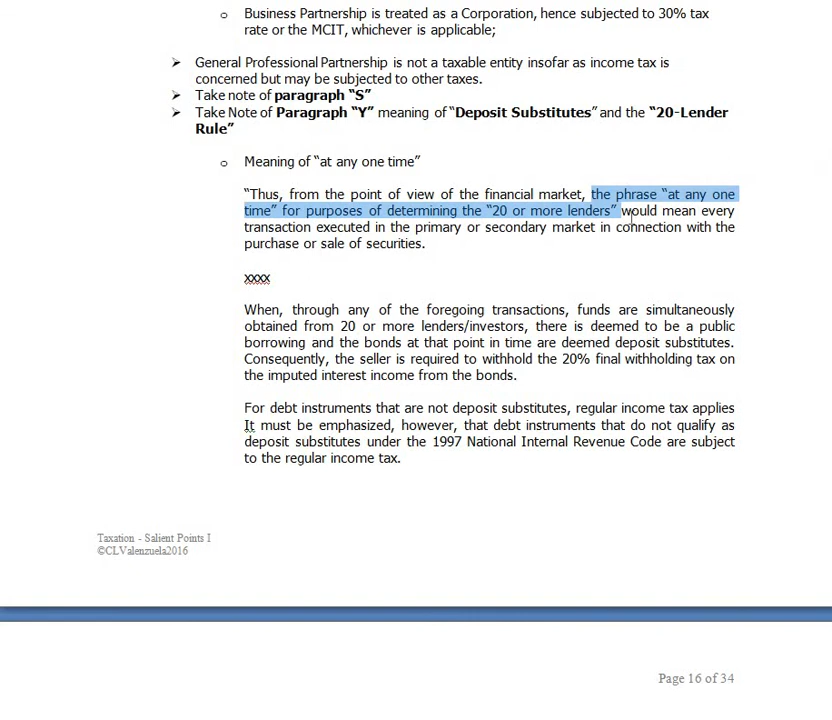 o Business Partnership is treated as a Corporation, hence subjected to 30% tax
rate or the MCIT, whichever is applicable;
➤ General Professional Partnership is not a taxable entity insofar as income tax is
concerned but may be subjected to other taxes.
➤ Take note of paragraph “S”
➤ Take Note of Paragraph “Y” meaning of “Deposit Substitutes” and the “20-Lender
Rule”
o Meaning of “at any one time”
“Thus, from the point of view of the financial market, the phrase “at any one
time” for purposes of determining the “20 or more lenders” would mean every
transaction executed in the primary or secondary market in connection with the
purchase or sale of securities.
xxxx
When, through any of the foregoing transactions, funds are simultaneously
obtained from 20 or more lenders/investors, there is deemed to be a public
borrowing and the bonds at that point in time are deemed deposit substitutes.
Consequently, the seller is required to withhold the 20% final withholding tax on
the imputed interest income from the bonds.
For debt instruments that are not deposit substitutes, regular income tax applies
It must be emphasized, however, that debt instruments that do not qualify as
deposit substitutes under the 1997 National Internal Revenue Code are subject
to the regular income tax.
Taxation - Salient Points I
©CLValenzuela2016
Page 16 of 34